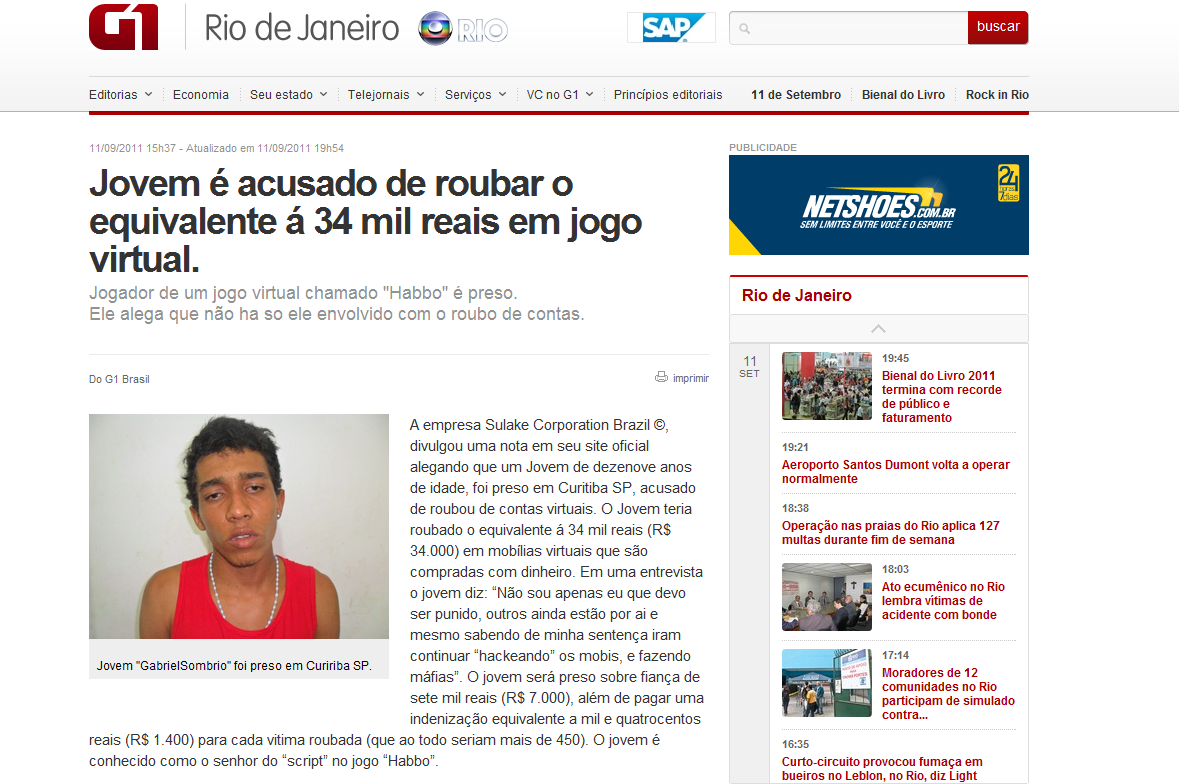 G1 Rio de Janeiro RIO
SAP
buscar
Editorias Economia Seu estado Telejornais Serviços VC no G1 Princípios editoriais 11 de Setembro Bienal do Livro Rock in Rio
11/09/2011 15h37 - Atualizado em 11/09/2011 19h54
Jovem é acusado de roubar o
equivalente á 34 mil reais em jogo
virtual.
Jogador de um jogo virtual chamado "Habbo" é preso.
Ele alega que não ha so ele envolvido com o roubo de contas.
Do G1 Brasil
imprimir
A empresa Sulake Corporation Brazil ©,
divulgou uma nota em seu site oficial
alegando que um Jovem de dezenove anos
de idade, foi preso em Curitiba SP, acusado
de roubou de contas virtuais. O Jovem teria
roubado o equivalente á 34 mil reais (R$
34.000) em mobílias virtuais que são
compradas com dinheiro. Em uma entrevista
o jovem diz: “Não sou apenas eu que devo
ser punido, outros ainda estão por ai e
mesmo sabendo de minha sentença iram
continuar “hackeando” os mobis, e fazendo
máfias”. O jovem será preso sobre fiança de
sete mil reais (R$ 7.000), além de pagar uma
indenização equivalente a mil e quatrocentos
reais (R$ 1.400) para cada vitima roubada (que ao todo seriam mais de 450). O jovem é
conhecido como o senhor do “script” no jogo “Habbo”.
Jovem "GabrielSombrio" foi preso em Cuririba SP.
PUBLICIDADE
NETSHOES.COM.BR
SEM LIMITES ENTRE VOCÊ E O ESPORTE
24
horas
7dias
Rio de Janeiro
11
SET
19:45
Bienal do Livro 2011
termina com recorde
de público e
faturamento
19:21
Aeroporto Santos Dumont volta a operar
normalmente
18:38
Operação nas praias do Rio aplica 127
multas durante fim de semana
18:03
Ato ecumênico no Rio
lembra vítimas de
acidente com bonde
17:14
Moradores de 12
comunidades no Rio
participam de simulado
contra...
16:35
Curto-circuito provocou fumaça em
bueiros no Leblon, no Rio, diz Light